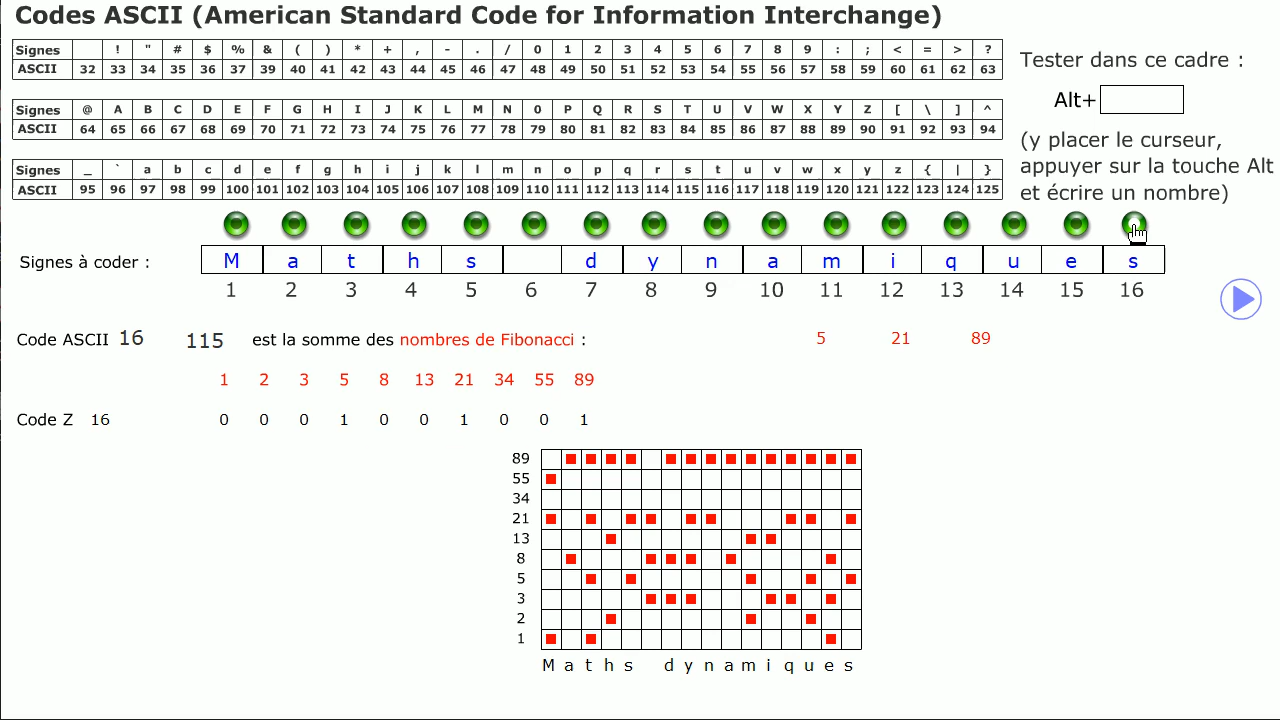 Codes ASCII (American Standard Code for Information Interchange)
Signes ! " # $ % & ( ) * + , - . / 0 1 2 3 4 5 6 7 8 9 : ; < = > ?
ASCII 32 33 34 35 36 37 39 40 41 42 43 44 45 46 47 48 49 50 51 52 53 54 55 56 57 58 59 60 61 62 63
Signes @ A B C D E F G H I J K L M N 0 P Q R S T U V W X Y Z [ \ ] ^
ASCII 64 65 66 67 68 69 70 71 72 73 74 75 76 77 78 79 80 81 82 83 84 85 86 87 88 89 90 91 92 93 94
Signes _ ` a b c d e f g h i j k l m n o p q r s t u v w x y z { | }
ASCII 95 96 97 98 99 100 101 102 103 104 105 106 107 108 109 110 111 112 113 114 115 116 117 118 119 120 121 122 123 124 125
Tester dans ce cadre :
Alt+
(y placer le curseur,
appuyer sur la touche Alt
et écrire un nombre)
Signes à coder : M a t h s d y n a m i q u e s
1 2 3 4 5 6 7 8 9 10 11 12 13 14 15 16
Code ASCII 16 115 est la somme des nombres de Fibonacci : 5 21 89
1 2 3 5 8 13 21 34 55 89
Code Z 16 0 0 0 1 0 0 1 0 0 1
89
55
34
21
13
8
5
3
2
1
M a t h s d y n a m i q u e s